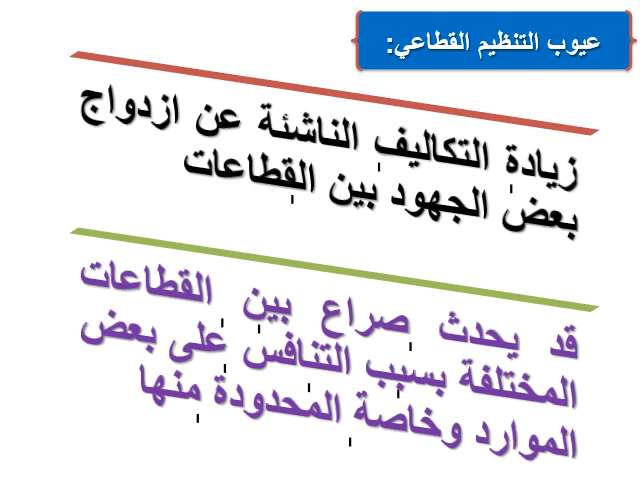 عيوب التنظيم القطاعي:
زيادة التكاليف الناشئة عن ازدواج
بعض الجهود بين القطاعات
قد يحدث صراع بين القطاعات
المختلفة بسبب التنافس على بعض
الموارد وخاصة المحدودة منها